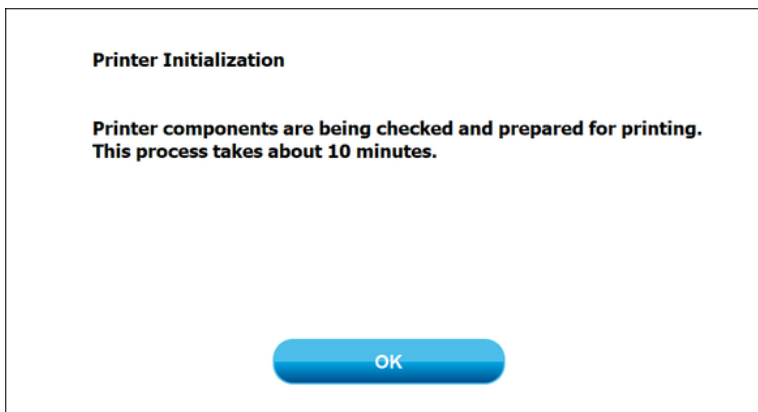 Printer Initialization
Printer components are being checked and prepared for printing.
This process takes about 10 minutes.
OK